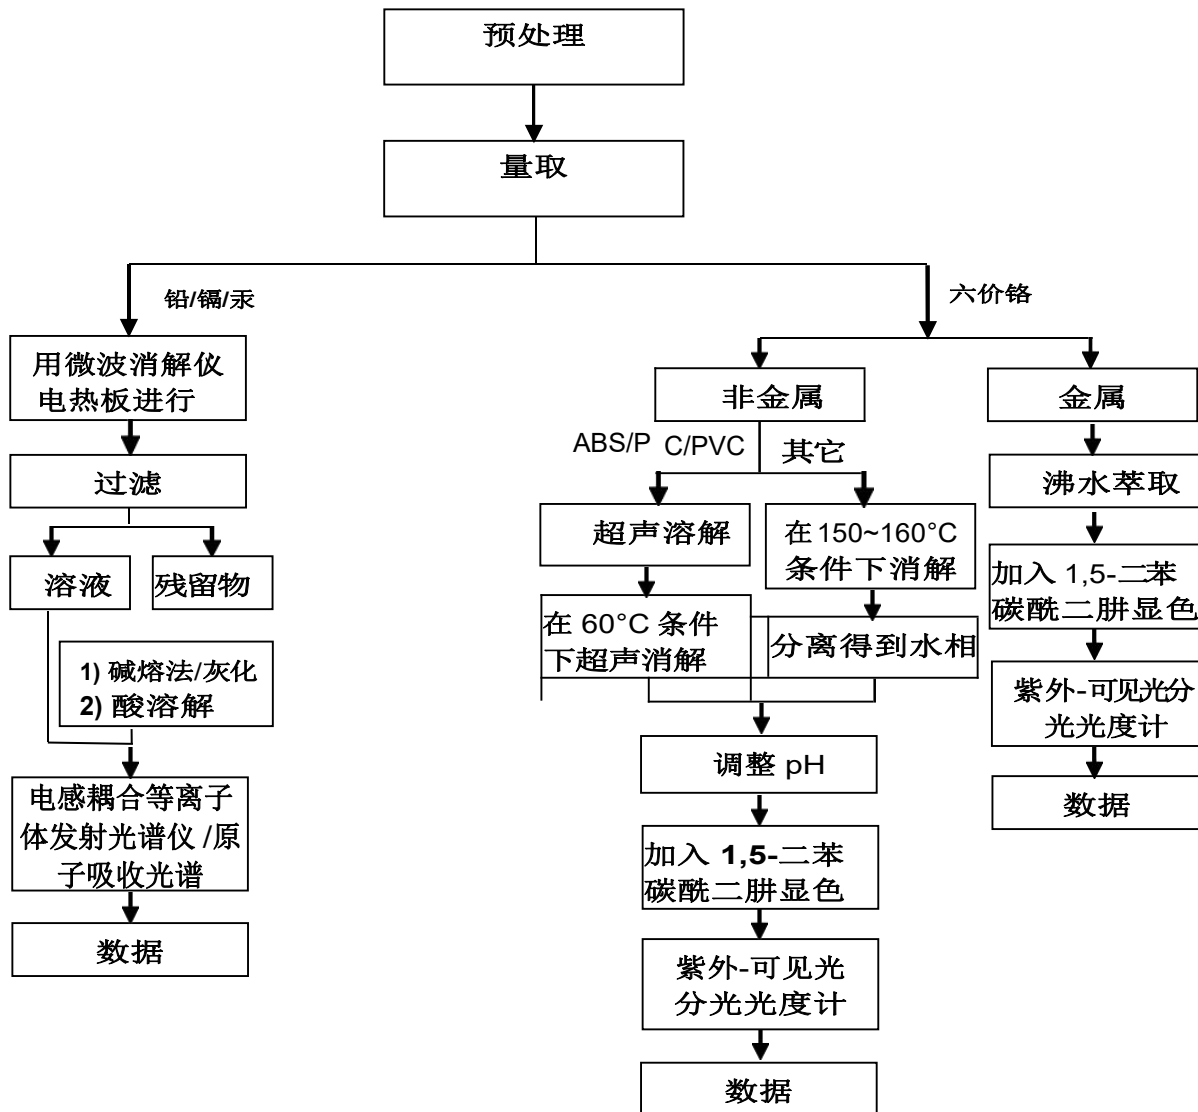 预处理
量取
铅/镉/汞
六价铬
用微波消解仪
电热板进行
非金属
金属
ABS/P C/PVC
其它
过滤
沸水萃取
超声溶解
在 150~160°C
条件下消解
溶液
残留物
加入 1,5-二苯
碳酰二肼显色
在 60°C 条件
下超声消解
分离得到水相
1) 碱熔法/灰化
2) 酸溶解
紫外-可见光分
光光度计
调整 pH
电感耦合等离子
体发射光谱仪 /原
子吸收光谱
数据
加入 1,5-二苯
碳酰二肼显色
数据
紫外-可见光
分光光度计
数据